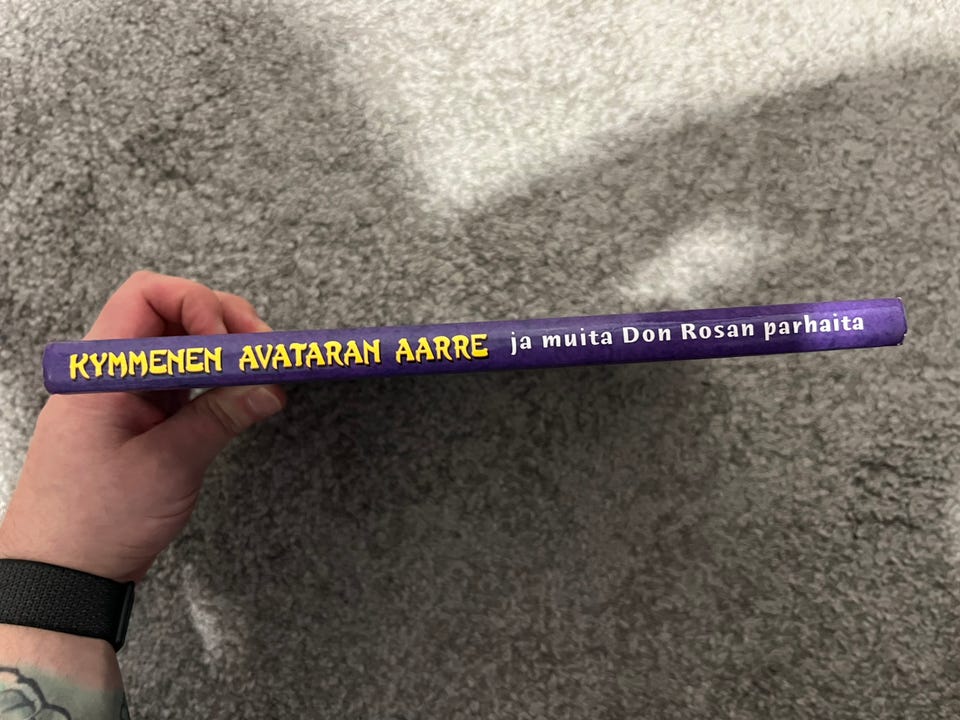 KYMMENEN AVATARAN AARRE ja muita Don Rosan parhaita